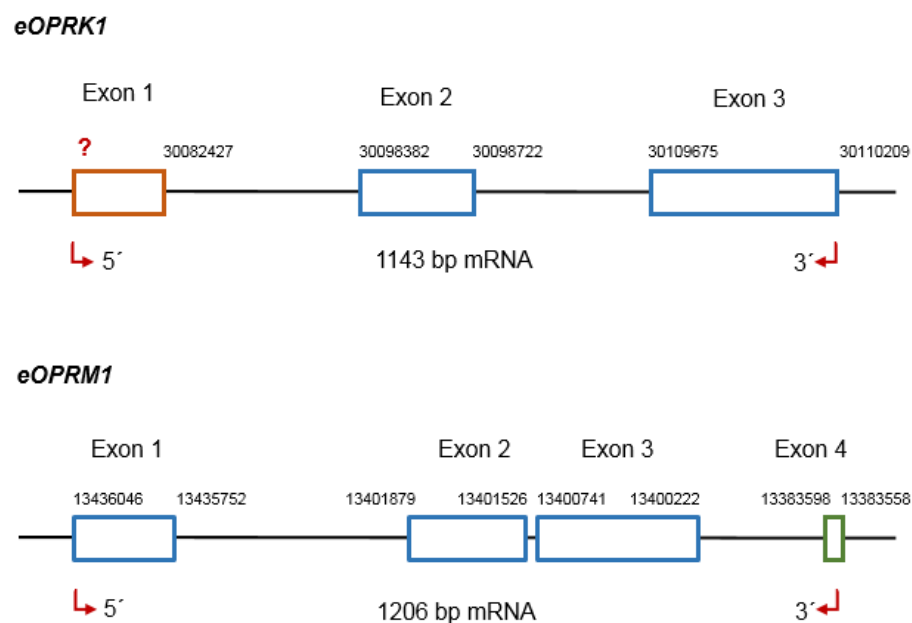 eOPRK1
Exon 1 Exon 2 Exon 3
? 30082427 30098382 30098722 30109675 30110209
5´ 1143 bp mRNA 3´
eOPRM1
Exon 1 Exon 2 Exon 3 Exon 4
13436046 13435752 13401879 13401526 13400741 13400222 13383598 13383558
5´ 1206 bp mRNA 3´